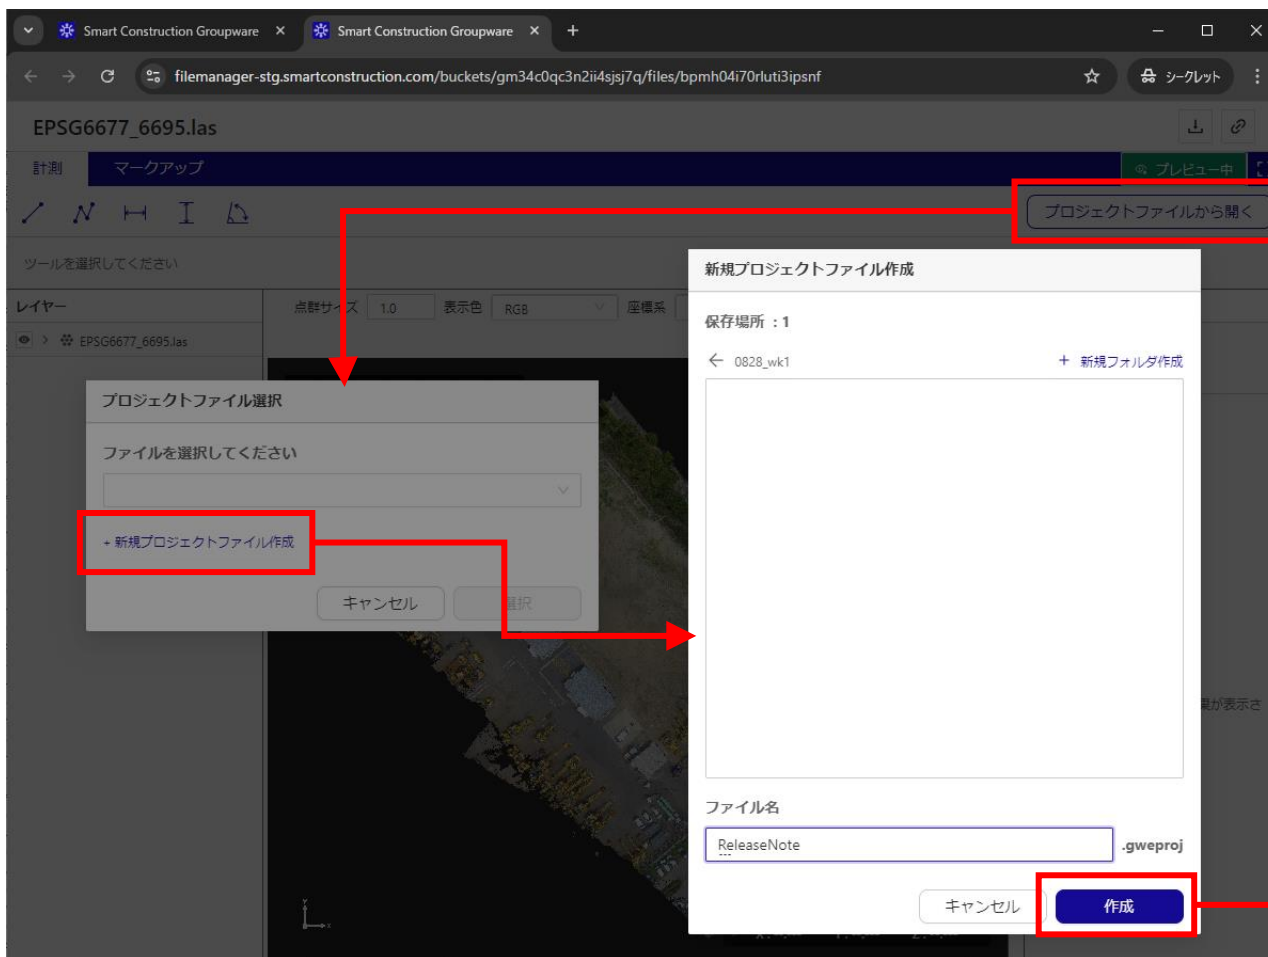 Smart Construction Groupware
Smart Construction Groupware
filemanager-stg.smartconstruction.com/buckets/gm34c0qc3n2ii4sjsj7q/files/bpmh04i70rluti3ipsnf
シークレット
EPSG6677_6695.las
計測 マークアップ プレビュー中
プロジェクトファイルから開く
ツールを選択してください
レイヤー
点群サイズ 1.0 表示色 RGB 座標系
EPSG6677_6695.las
プロジェクトファイル選択
ファイルを選択してください
+ 新規プロジェクトファイル作成
キャンセル 選択
新規プロジェクトファイル作成
保存場所 : 1
0828_wk1
+ 新規フォルダ作成
が表示さ
ファイル名
ReleaseNote .gweproj
キャンセル 作成